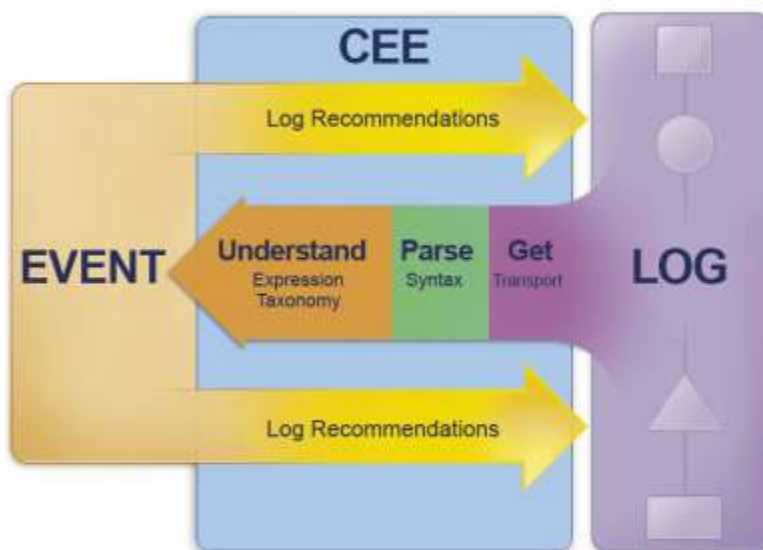 CEE
Log Recommendations
EVENT
Understand
Expression
Taxonomy
Parse
Syntax
Get
Transport
LOG
Log Recommendations